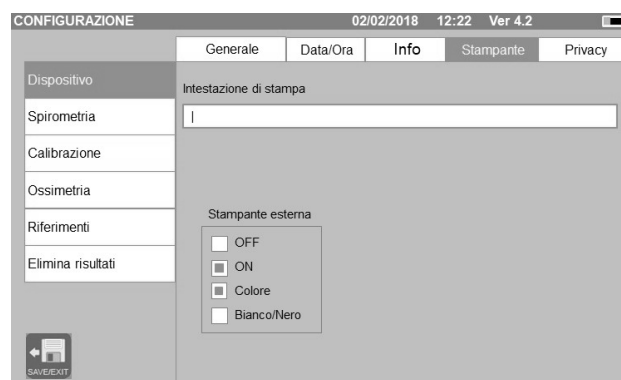 CONFIGURAZIONE 02/02/2018 12:22 Ver 4.2
Generale Data/Ora Info Stampante Privacy
Dispositivo
Intestazione di stampa
Spirometria
Calibrazione
Ossimetria
Riferimenti
Elimina risultati
Stampante esterna
OFF
ON
Colore
Bianco/Nero
SAVE/EXIT